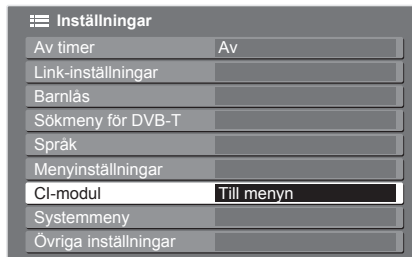 Inställningar
Av timer Av
Link-inställningar
Barnlås
Sökmeny för DVB-T
Språk
Menyinställningar
CI-modul Till menyn
Systemmeny
Övriga inställningar